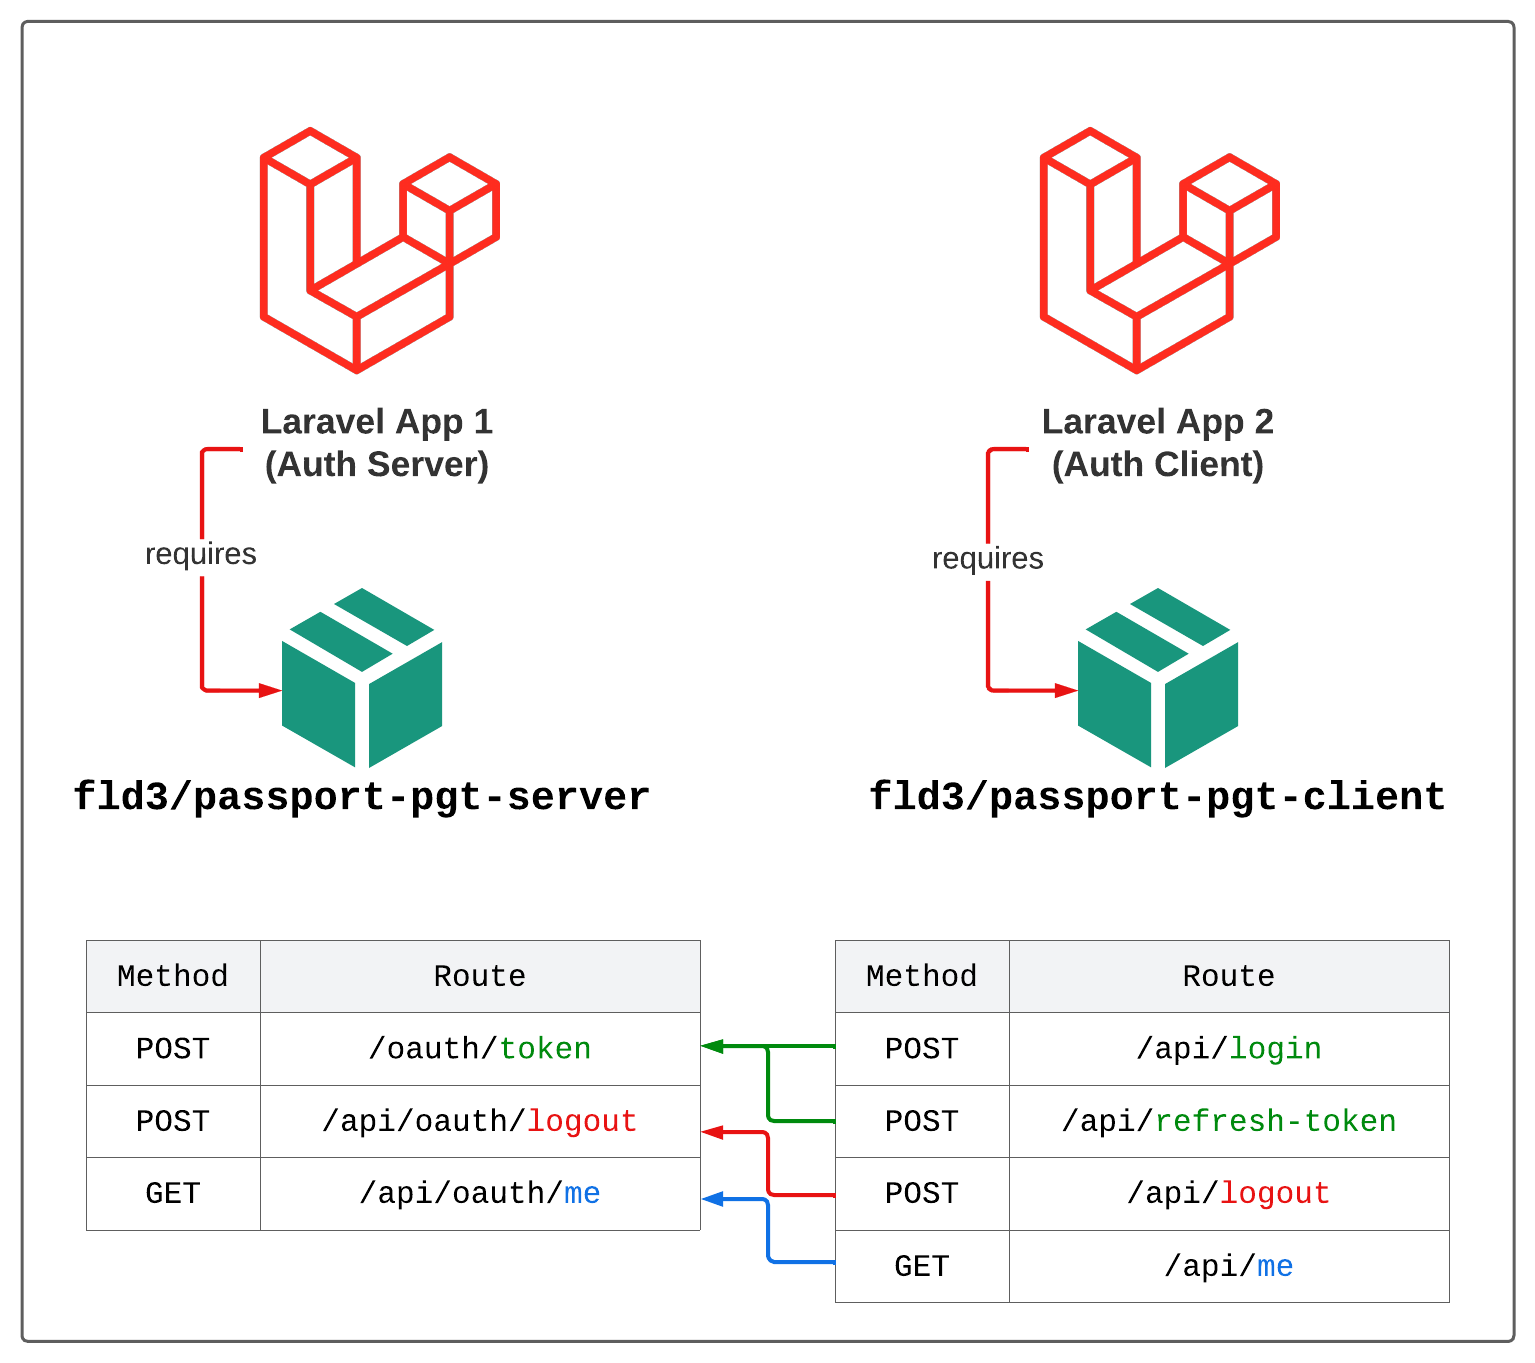 Laravel App 1
(Auth Server)
requires
fld3/passport-pgt-server
Laravel App 2
(Auth Client)
requires
fld3/passport-pgt-client
Method Route
POST /oauth/token
POST /api/oauth/logout
GET /api/oauth/me
Method Route
POST /api/login
POST /api/refresh-token
POST /api/logout
GET /api/me